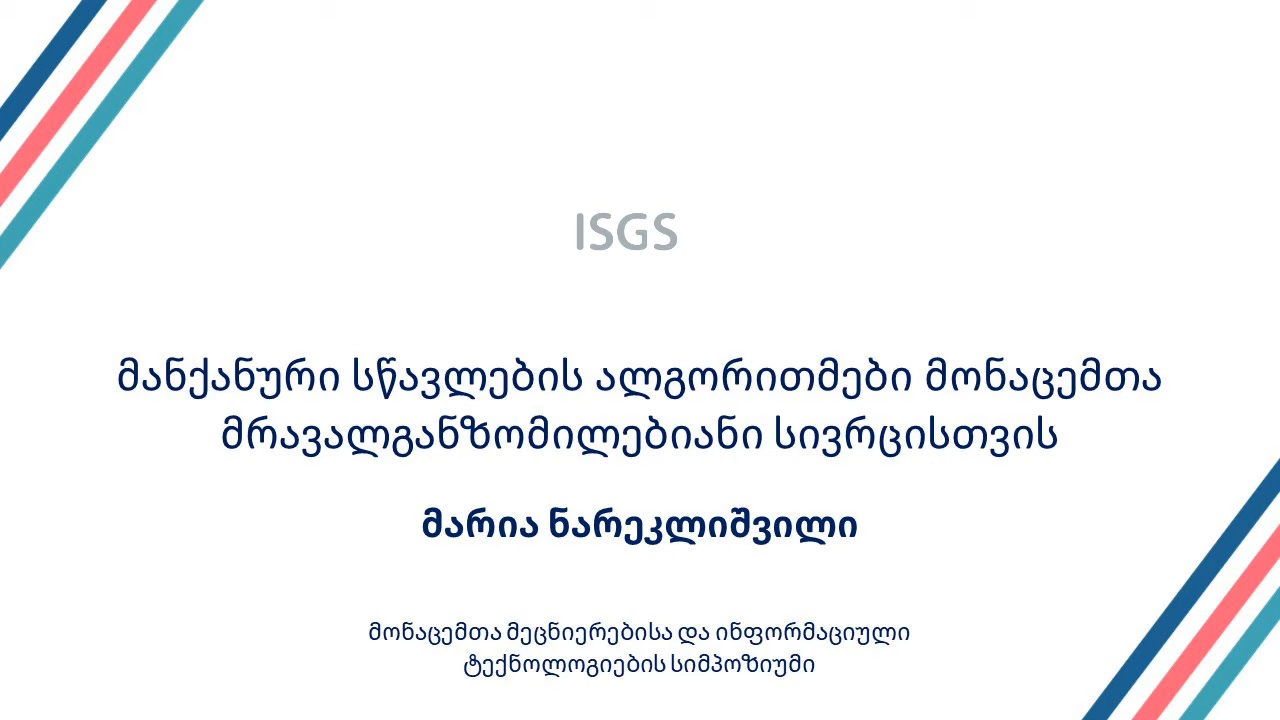 ISGS
მანქანური სწავლების ალგორითმები მონაცემთა
მრავალგანზომილებიანი სივრცისთვის
მარია ნარეკლიშვილი
მონაცემთა მეცნიერებისა და ინფორმაციული
ტექნოლოგიების სიმპოზიუმი